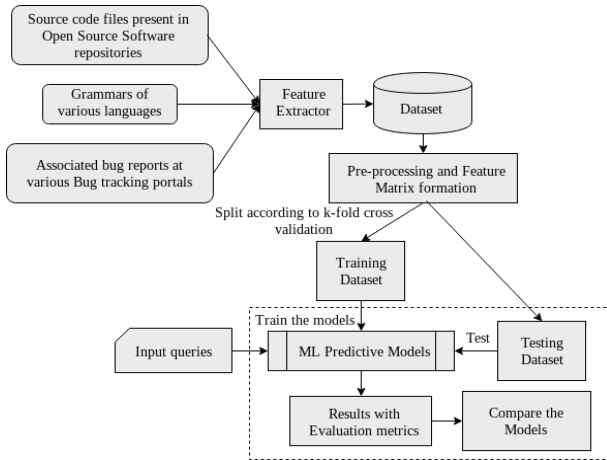 Source code files present in
Open Source Software
repositories
Grammars of
various languages
Associated bug reports at
various Bug tracking portals
Feature
Extractor
Dataset
Pre-processing and Feature
Matrix formation
Split according to k-fold cross
validation
Training
Dataset
Train the models
Input queries
ML Predictive Models
Test
Testing
Dataset
Results with
Evaluation metrics
Compare the
Models